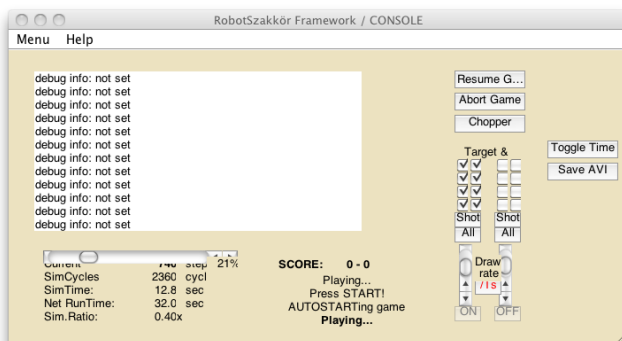 RobotSzakkör Framework / CONSOLE
Menu Help
debug info: not set
debug info: not set
debug info: not set
debug info: not set
debug info: not set
debug info: not set
debug info: not set
debug info: not set
debug info: not set
debug info: not set
debug info: not set
debug info: not set
Resume G...
Abort Game
Chopper
Toggle Time
Save AVI
Target &
Shot Shot
All All
Current 740 step 21%
SimCycles 2360 cycl
SimTime: 12.8 sec
Net RunTime: 32.0 sec
Sim.Ratio: 0.40x
SCORE: 0 - 0
Playing...
Press START!
AUTOSTARTing game
Playing...
Draw
rate
/ I s
ON OFF